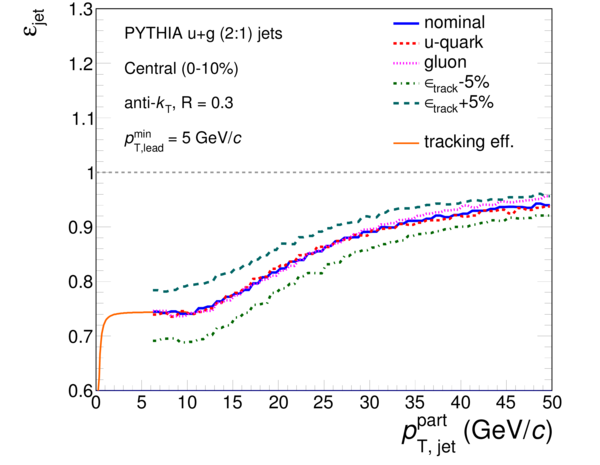 ε_jet
1.3
1.2
1.1
1
0.9
0.8
0.7
0.6
PYTHIA u+g (2:1) jets
Central (0-10%)
anti-k_T, R = 0.3
p_T,lead^min = 5 GeV/c
nominal
u-quark
gluon
ϵ_track-5%
ϵ_track+5%
tracking eff.
0 5 10 15 20 25 30 35 40 45 50
p_T, jet^part (GeV/c)